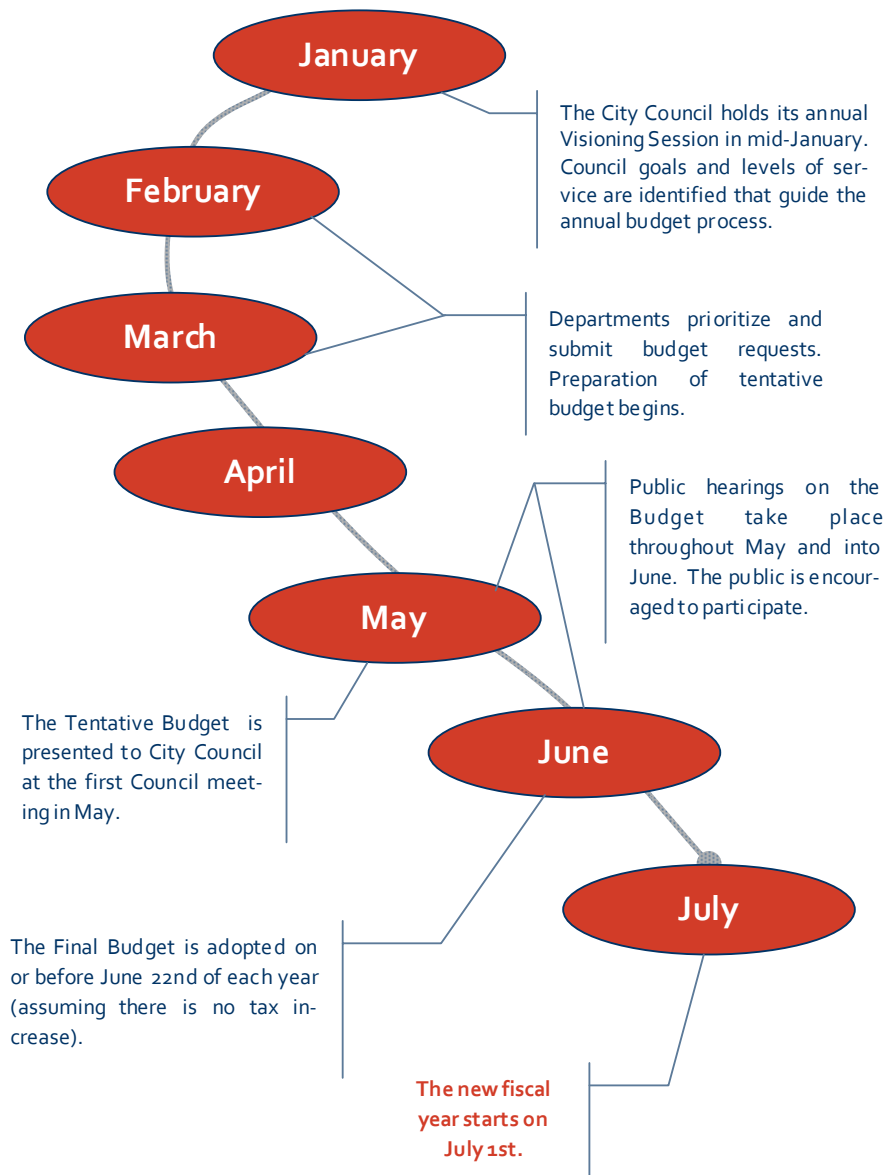 January
The City Council holds its annual
Visioning Session in mid-January.
Council goals and levels of ser-
vice are identified that guide the
annual budget process.
February
March
Departments prioritize and
submit budget requests.
Preparation of tentative
budget begins.
April
Public hearings on the
Budget take place
throughout May and into
June. The public is encour-
aged to participate.
May
The Tentative Budget is
presented to City Council
at the first Council meet-
ing in May.
June
July
The Final Budget is adopted on
or before June 22nd of each year
(assuming there is no tax in-
crease).
The new fiscal
year starts on
July 1st.